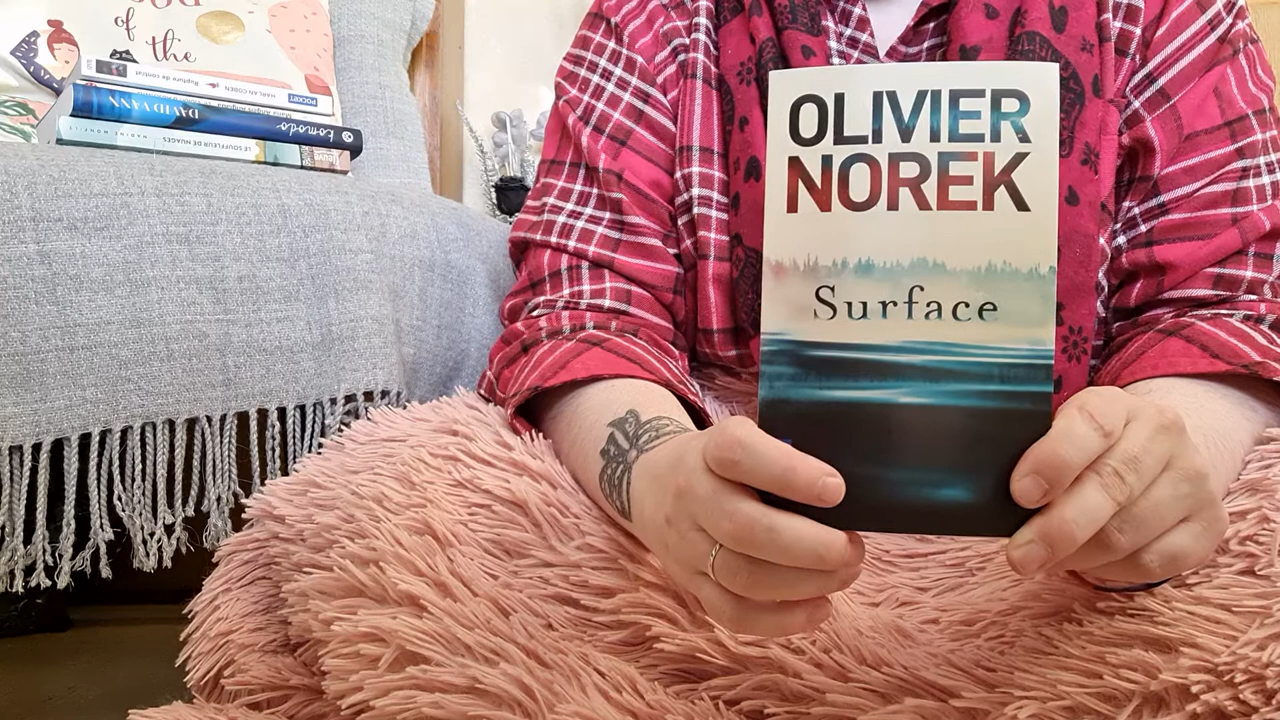 of
the
Rupture de contrat
HARLAN COBEN
POCKET
DAVID VANN
komodo
LE SOUFFLEUR DE NUAGES
OLIVIER
NOREK
Surface